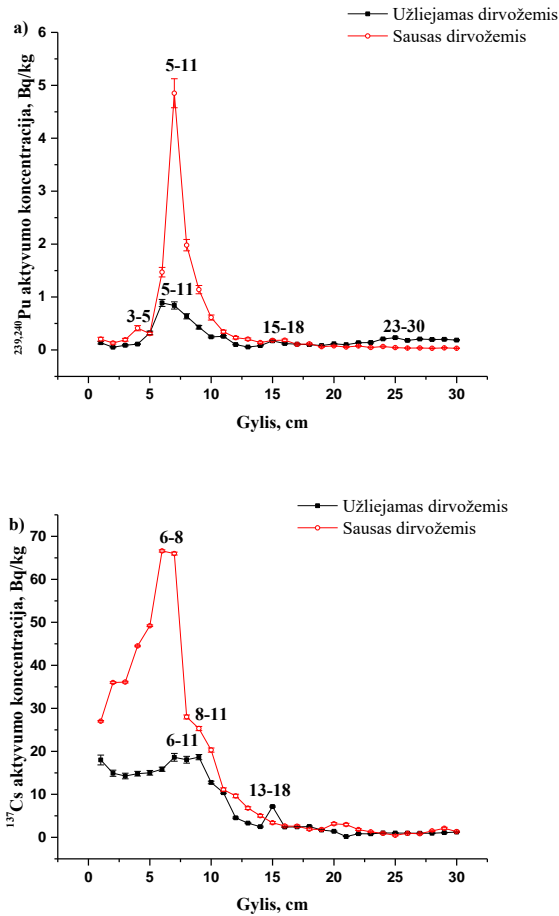 a)
Užliejamas dirvožemis
Sausas dirvožemis
239,240Pu aktyvumo koncentracija, Bq/kg
6
5
4
3
2
1
0
5-11
5-11
3-5
15-18
23-30
0 5 10 15 20 25 30
Gylis, cm
b)
Užliejamas dirvožemis
Sausas dirvožemis
137Cs aktyvumo koncentracija, Bq/kg
70
60
50
40
30
20
10
0
6-8
8-11
6-11
13-18
0 5 10 15 20 25 30
Gylis, cm